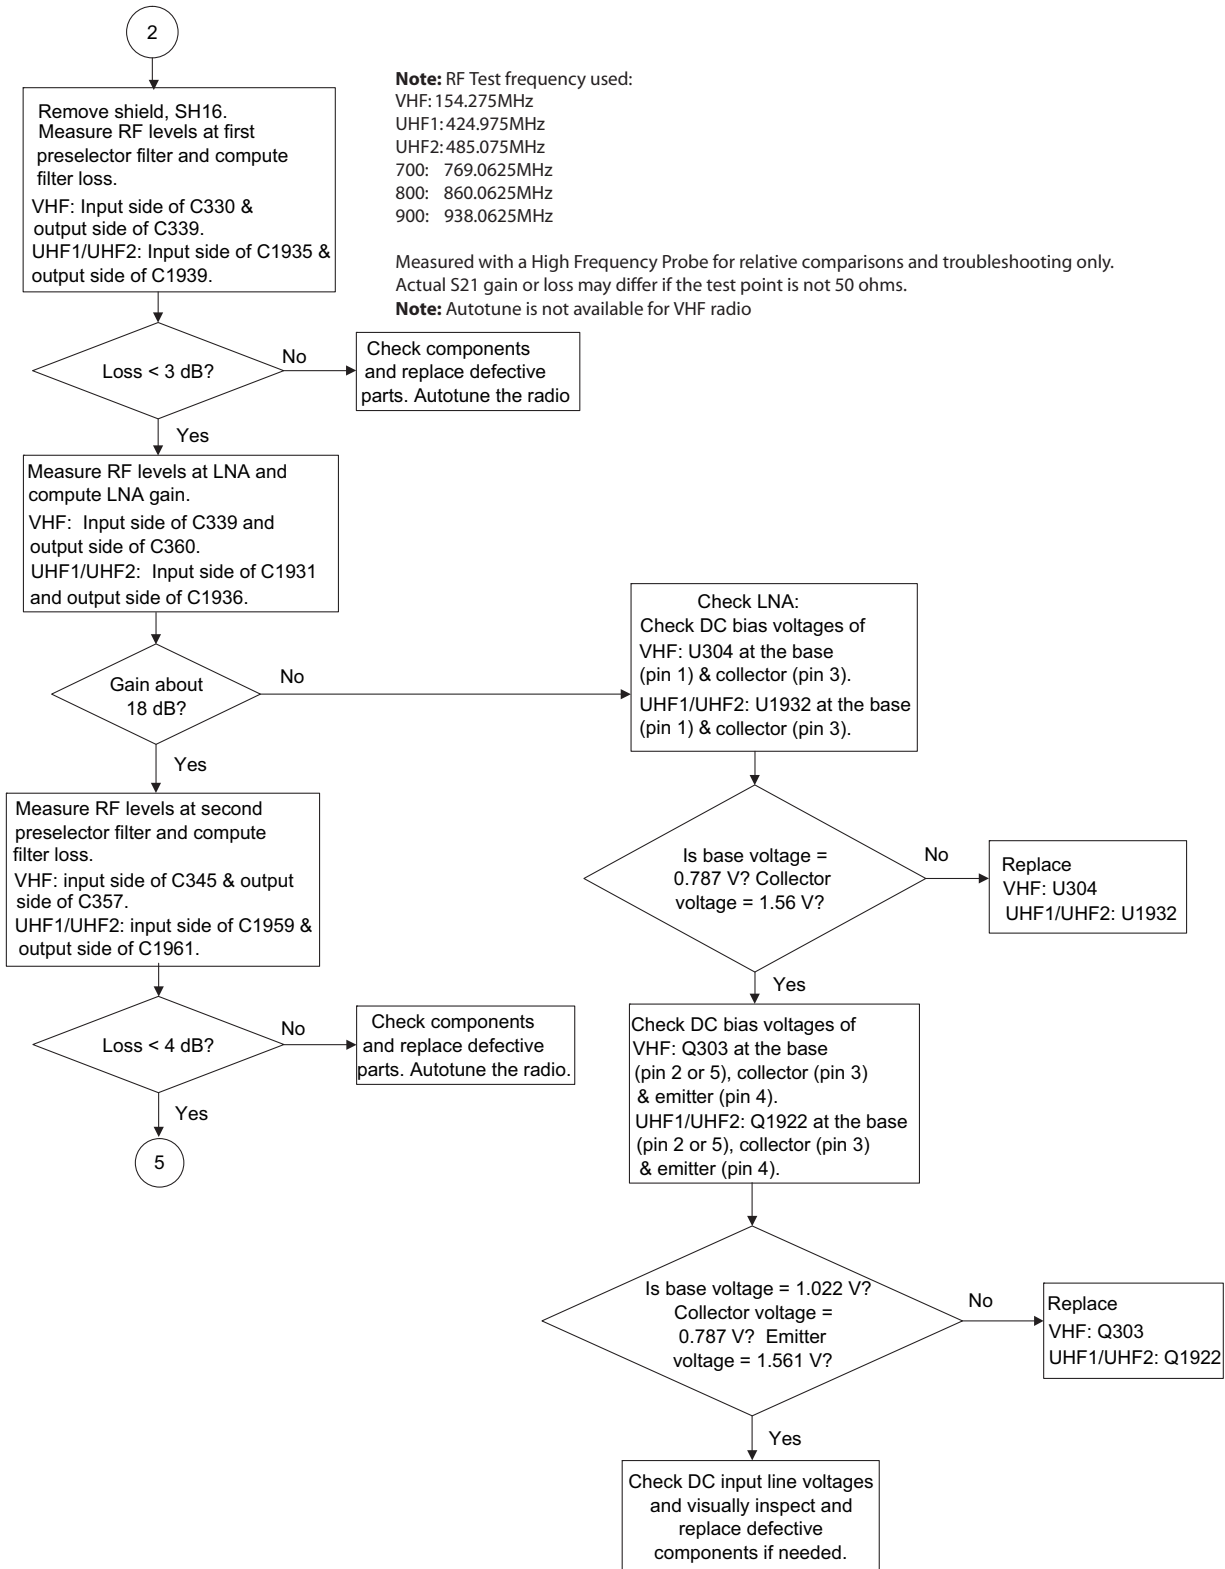 2
Remove shield, SH16.
Measure RF levels at first
preselector filter and compute
filter loss.
VHF: Input side of C330 &
output side of C339.
UHF1/UHF2: Input side of C1935 &
output side of C1939.
Note: RF Test frequency used:
VHF: 154.275MHz
UHF1: 424.975MHz
UHF2: 485.075MHz
700: 769.0625MHz
800: 860.0625MHz
900: 938.0625MHz
Measured with a High Frequency Probe for relative comparisons and troubleshooting only.
Actual S21 gain or loss may differ if the test point is not 50 ohms.
Note: Autotune is not available for VHF radio
Loss < 3 dB?
No
Check components
and replace defective
parts. Autotune the radio
Yes
Measure RF levels at LNA and
compute LNA gain.
VHF: Input side of C339 and
output side of C360.
UHF1/UHF2: Input side of C1931
and output side of C1936.
Gain about
18 dB?
No
Check LNA:
Check DC bias voltages of
VHF: U304 at the base
(pin 1) & collector (pin 3).
UHF1/UHF2: U1932 at the base
(pin 1) & collector (pin 3).
Yes
Measure RF levels at second
preselector filter and compute
filter loss.
VHF: input side of C345 & output
side of C357.
UHF1/UHF2: input side of C1959 &
output side of C1961.
Is base voltage =
0.787 V? Collector
voltage = 1.56 V?
No
Replace
VHF: U304
UHF1/UHF2: U1932
Yes
Loss < 4 dB?
No
Check components
and replace defective
parts. Autotune the radio.
Yes
5
Check DC bias voltages of
VHF: Q303 at the base
(pin 2 or 5), collector (pin 3)
& emitter (pin 4).
UHF1/UHF2: Q1922 at the base
(pin 2 or 5), collector (pin 3)
& emitter (pin 4).
Is base voltage = 1.022 V?
Collector voltage =
0.787 V? Emitter
voltage = 1.561 V?
No
Replace
VHF: Q303
UHF1/UHF2: Q1922
Yes
Check DC input line voltages
and visually inspect and
replace defective
components if needed.